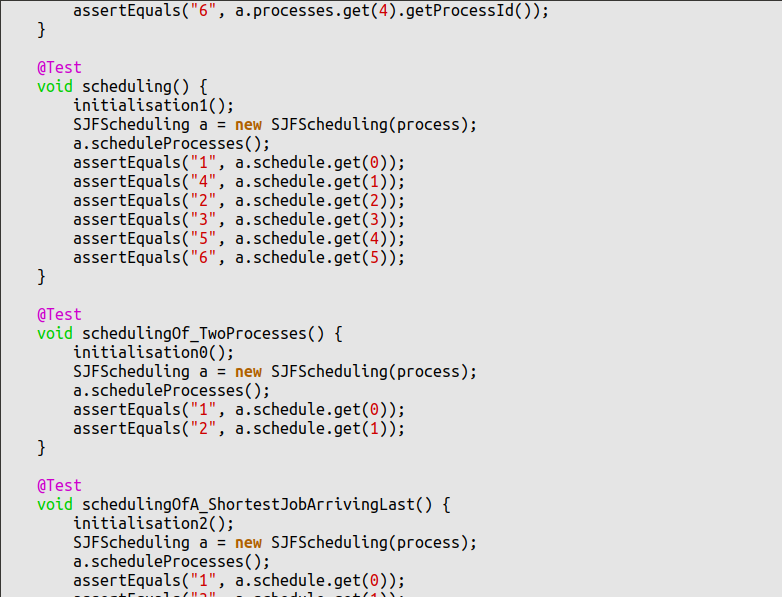 assertEquals("6", a.processes.get(4).getProcessId());
}
@Test
void scheduling() {
initialisation1();
SJFScheduling a = new SJFScheduling(process);
a.scheduleProcesses();
assertEquals("1", a.schedule.get(0));
assertEquals("4", a.schedule.get(1));
assertEquals("2", a.schedule.get(2));
assertEquals("3", a.schedule.get(3));
assertEquals("5", a.schedule.get(4));
assertEquals("6", a.schedule.get(5));
}
@Test
void schedulingOf_TwoProcesses() {
initialisation0();
SJFScheduling a = new SJFScheduling(process);
a.scheduleProcesses();
assertEquals("1", a.schedule.get(0));
assertEquals("2", a.schedule.get(1));
}
@Test
void schedulingOfA_ShortestJobArrivingLast() {
initialisation2();
SJFScheduling a = new SJFScheduling(process);
a.scheduleProcesses();
assertEquals("1", a.schedule.get(0));